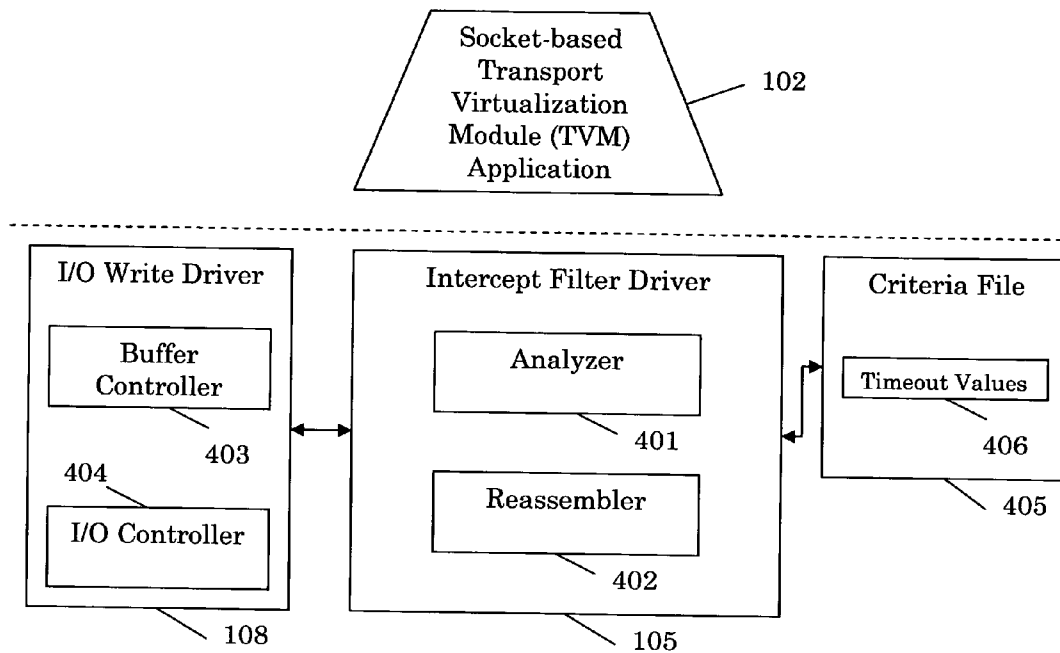 Socket-based
Transport
Virtualization
Module (TVM)
Application
102
I/O Write Driver
Buffer
Controller
403
404
I/O Controller
108
Intercept Filter Driver
Analyzer
401
Reassembler
402
105
Criteria File
Timeout Values
406
405